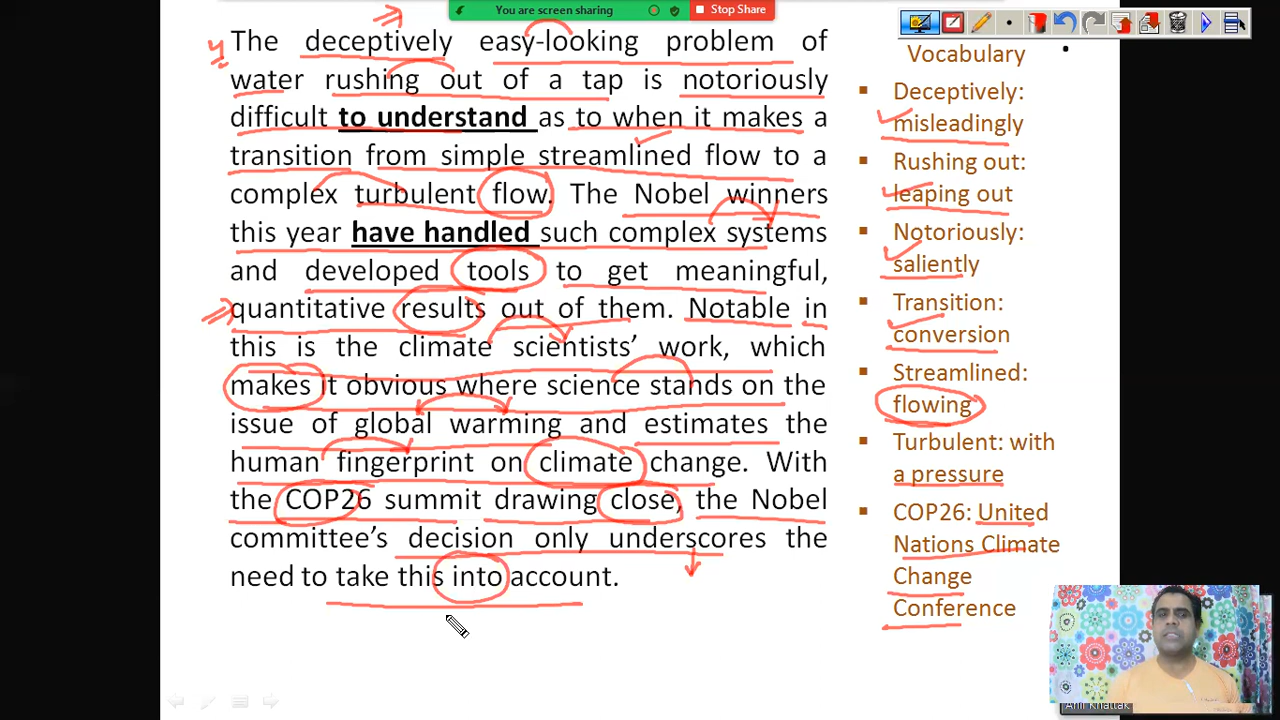 You are screen sharing
Stop Share
The deceptively easy-looking problem of
water rushing out of a tap is notoriously
difficult to understand as to when it makes a
transition from simple streamlined flow to a
complex turbulent flow. The Nobel winners
this year have handled such complex systems
and developed tools to get meaningful,
quantitative results out of them. Notable in
this is the climate scientists’ work, which
makes it obvious where science stands on the
issue of global warming and estimates the
human fingerprint on climate change. With
the COP26 summit drawing close, the Nobel
committee’s decision only underscores the
need to take this into account.
Vocabulary
▪ Deceptively:
misleadingly
▪ Rushing out:
leaping out
▪ Notoriously:
saliently
▪ Transition:
conversion
▪ Streamlined:
flowing
▪ Turbulent: with
a pressure
▪ COP26: United
Nations Climate
Change
Conference